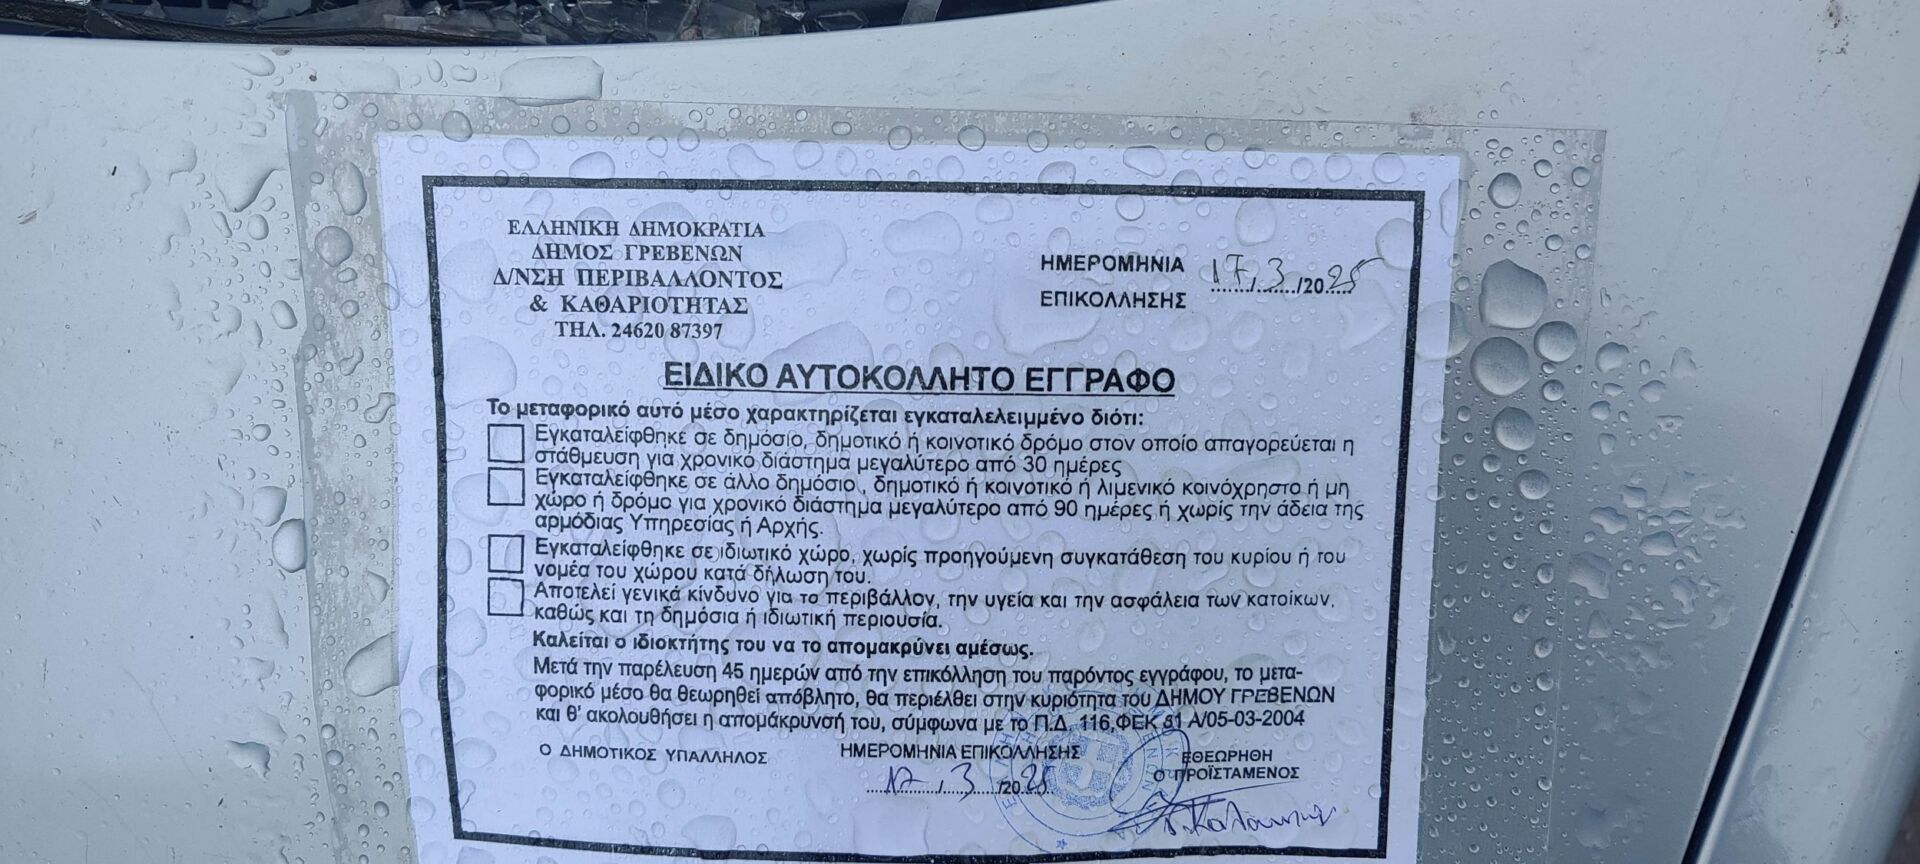 ΕΛΛΗΝΙΚΗ ΔΗΜΟΚΡΑΤΙΑ
ΔΗΜΟΣ ΓΡΕΒΕΝΩΝ
Δ/ΝΣΗ ΠΕΡΙΒΑΛΛΟΝΤΟΣ
& ΚΑΘΑΡΙΟΤΗΤΑΣ
ΤΗΛ. 24620 87397
ΗΜΕΡΟΜΗΝΙΑ
ΕΠΙΚΟΛΛΗΣΗΣ
17/3/2025
ΕΙΔΙΚΟ ΑΥΤΟΚΟΛΛΗΤΟ ΕΓΓΡΑΦΟ
Το μεταφορικό αυτό μέσο χαρακτηρίζεται εγκαταλελειμμένο διότι:
Εγκαταλείφθηκε σε δημόσιο, δημοτικό ή κοινοτικό δρόμο στον οποίο απαγορεύεται η
στάθμευση για χρονικό διάστημα μεγαλύτερο από 30 ημέρες
Εγκαταλείφθηκε σε άλλο δημόσιο, δημοτικό ή κοινοτικό ή λιμενικό κοινόχρηστο ή μη
χώρο ή δρόμο για χρονικό διάστημα μεγαλύτερο από 90 ημέρες ή χωρίς την άδεια της
αρμόδιας Υπηρεσίας ή Αρχής.
Εγκαταλείφθηκε σε ιδιωτικό χώρο, χωρίς προηγούμενη συγκατάθεση του κυρίου ή του
νομέα του χώρου κατά δήλωση του.
Αποτελεί γενικά κίνδυνο για το περιβάλλον, την υγεία και την ασφάλεια των κατοίκων,
καθώς και τη δημόσια ή ιδιωτική περιουσία.
Καλείται ο ιδιοκτήτης του να το απομακρύνει αμέσως.
Μετά την παρέλευση 45 ημερών από την επικόλληση του παρόντος εγγράφου, το μετα-
φορικό μέσο θα θεωρηθεί απόβλητο, θα περιέλθει στην κυριότητα του ΔΗΜΟΥ ΓΡΕΒΕΝΩΝ
και θ' ακολουθήσει η απομάκρυνσή του, σύμφωνα με το Π.Δ. 116, ΦΕΚ 81 Α/05-03-2004
Ο ΔΗΜΟΤΙΚΟΣ ΥΠΑΛΛΗΛΟΣ
ΗΜΕΡΟΜΗΝΙΑ ΕΠΙΚΟΛΛΗΣΗΣ
17/3/2025
ΕΘΕΩΡΗΘΗ
Ο ΠΡΟΪΣΤΑΜΕΝΟΣ